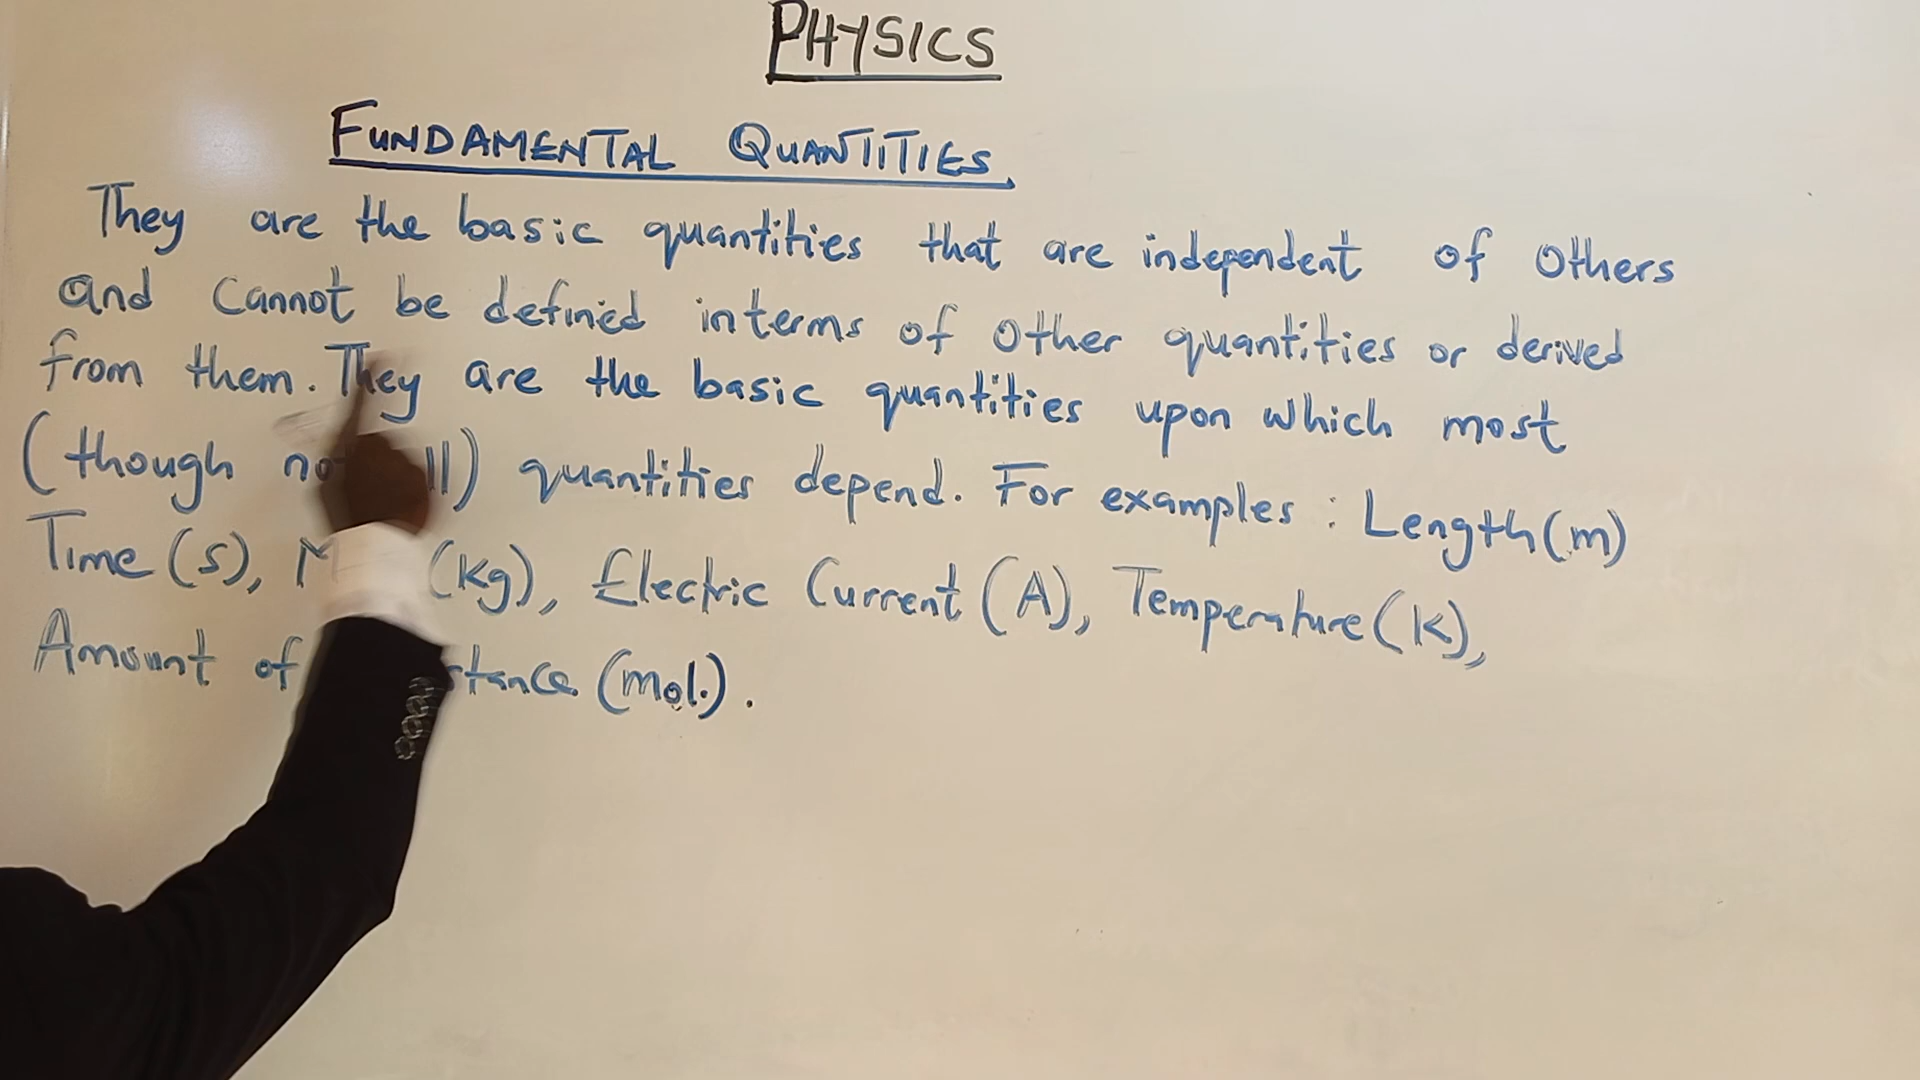 PHYSICS
FUNDAMENTAL QUANTITIES
They are the basic quantities that are independent of others
and cannot be defined interms of other quantities or derived
from them. They are the basic quantities upon which most
(though quantities depend. For examples : Length (m)
Time (s), (kg), Electric Current (A), Temperature (K),
Amount of (mol.).